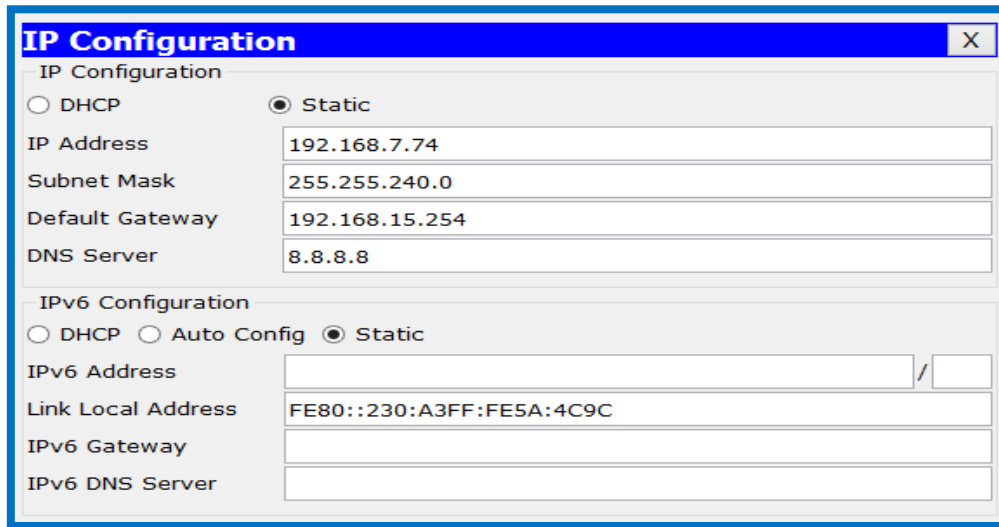 IP Configuration X
IP Configuration
DHCP Static
IP Address 192.168.7.74
Subnet Mask 255.255.240.0
Default Gateway 192.168.15.254
DNS Server 8.8.8.8
IPv6 Configuration
DHCP Auto Config Static
IPv6 Address /
Link Local Address FE80::230:A3FF:FE5A:4C9C
IPv6 Gateway
IPv6 DNS Server